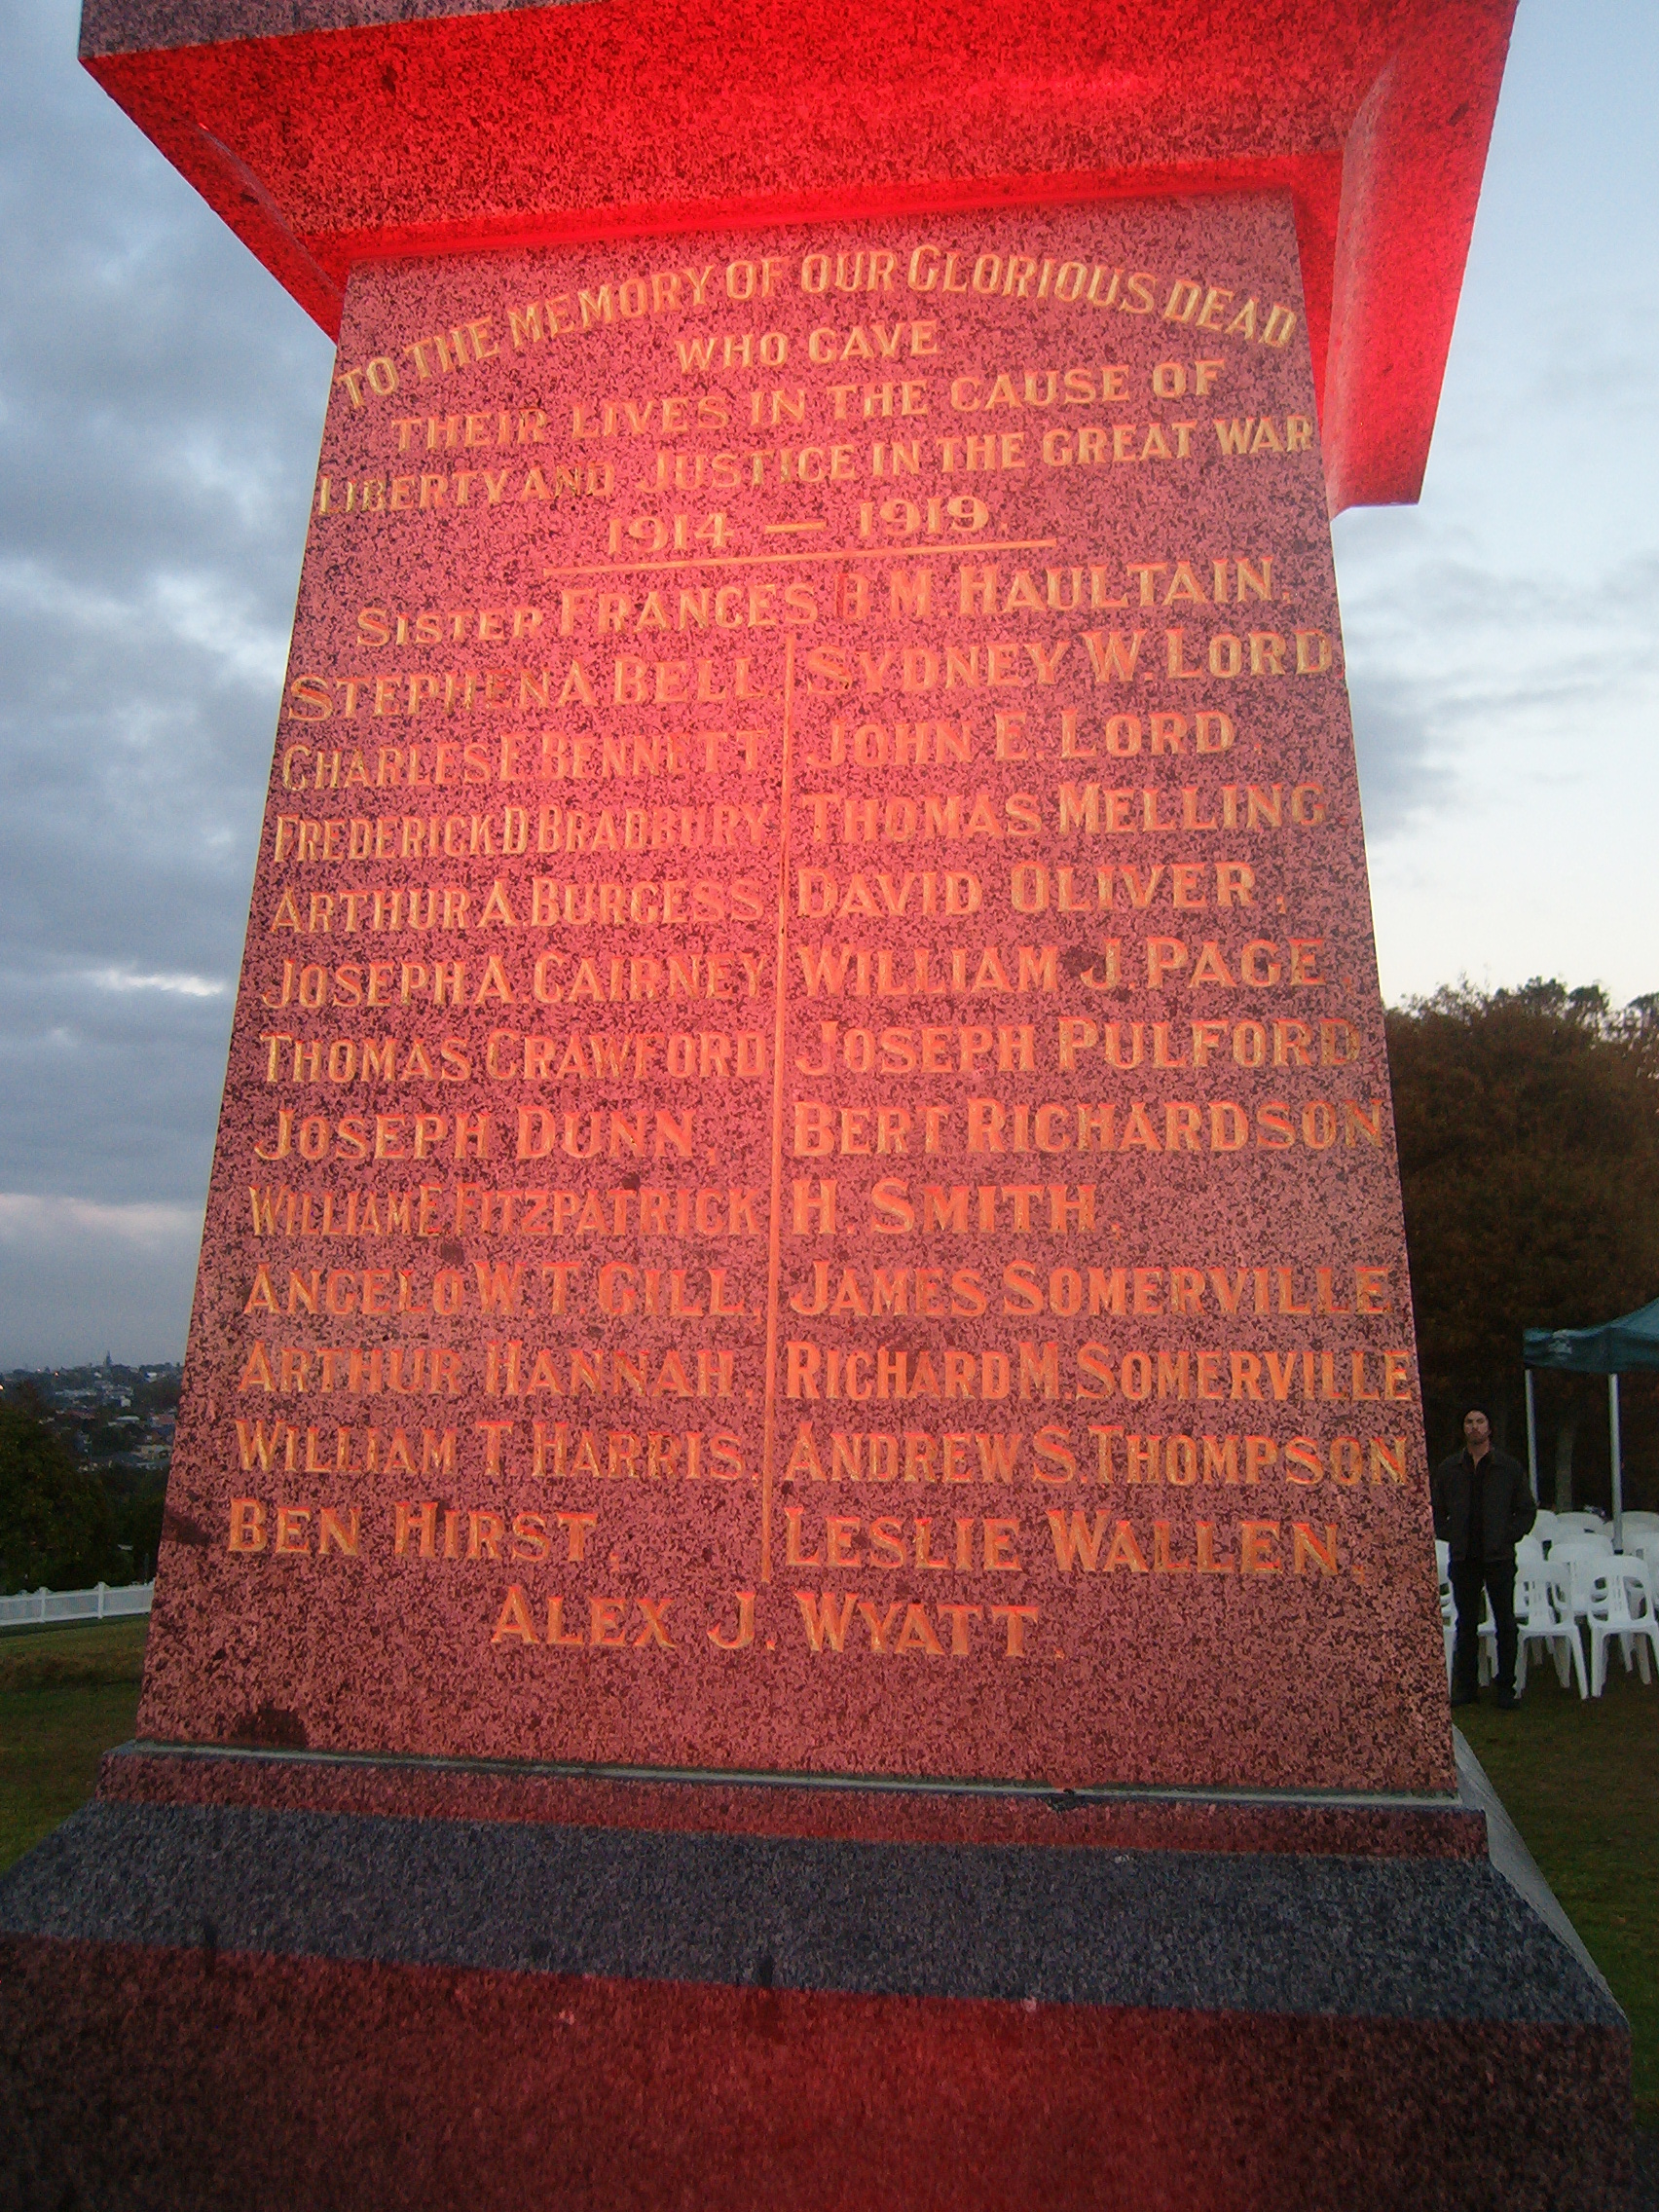 TO THE MEMORY OF OUR GLORIOUS DEAD
WHO GAVE
THEIR LIVES IN THE CAUSE OF
LIBERTY AND JUSTICE IN THE GREAT WAR
1914 — 1919.
SISTER FRANCES B.M. HAULTAIN.
STEPHEN A BELL.
CHARLES E BENNETT
FREDERICK D BRADBURY
ARTHUR A. BURGESS
JOSEPH A. CAIRNEY
THOMAS CRAWFORD
JOSEPH DUNN,
WILLIAM E FITZPATRICK
ANGELO W.T. GILL,
ARTHUR HANNAH,
WILLIAM T HARRIS.
BEN HIRST,
SYDNEY W. LORD
JOHN E. LORD,
THOMAS MELLING
DAVID OLIVER,
WILLIAM J. PAGE,
JOSEPH PULFORD
BERT RICHARDSON
H. SMITH,
JAMES SOMERVILLE
RICHARD M. SOMERVILLE
ANDREW S. THOMPSON
LESLIE WALLEN,
ALEX J. WYATT.